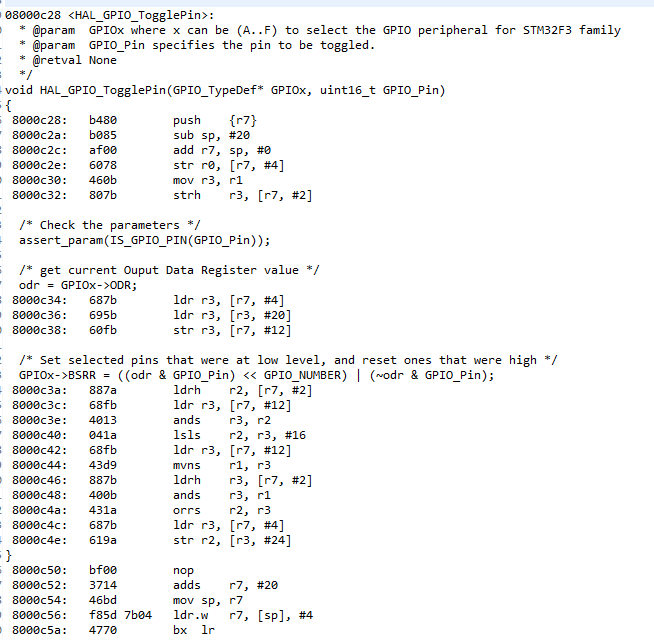 08000c28 <HAL_GPIO_TogglePin>:
  * @param  GPIOx where x can be (A..F) to select the GPIO peripheral for STM32F3 family
  * @param  GPIO_Pin specifies the pin to be toggled.
  * @retval None
  */
void HAL_GPIO_TogglePin(GPIO_TypeDef* GPIOx, uint16_t GPIO_Pin)
{
 8000c28:	b480      	push	{r7}
 8000c2a:	b085      	sub	sp, #20
 8000c2c:	af00      	add	r7, sp, #0
 8000c2e:	6078      	str	r0, [r7, #4]
 8000c30:	460b      	mov	r3, r1
 8000c32:	807b      	strh	r3, [r7, #2]
  /* Check the parameters */
  assert_param(IS_GPIO_PIN(GPIO_Pin));
  /* get current Ouput Data Register value */
  odr = GPIOx->ODR;
 8000c34:	687b      	ldr	r3, [r7, #4]
 8000c36:	695b      	ldr	r3, [r3, #20]
 8000c38:	60fb      	str	r3, [r7, #12]
  /* Set selected pins that were at low level, and reset ones that were high */
  GPIOx->BSRR = ((odr & GPIO_Pin) << GPIO_NUMBER) | (~odr & GPIO_Pin);
 8000c3a:	887a      	ldrh	r2, [r7, #2]
 8000c3c:	68fb      	ldr	r3, [r7, #12]
 8000c3e:	4013      	ands	r3, r2
 8000c40:	041a      	lsls	r2, r3, #16
 8000c42:	68fb      	ldr	r3, [r7, #12]
 8000c44:	43d9      	mvns	r1, r3
 8000c46:	887b      	ldrh	r3, [r7, #2]
 8000c48:	400b      	ands	r3, r1
 8000c4a:	431a      	orrs	r2, r3
 8000c4c:	687b      	ldr	r3, [r7, #4]
 8000c4e:	619a      	str	r2, [r3, #24]
}
 8000c50:	bf00      	nop
 8000c52:	3714      	adds	r7, #20
 8000c54:	46bd      	mov	sp, r7
 8000c56:	f85d 7b04 	ldr.w	r7, [sp], #4
 8000c5a:	4770      	bx	lr